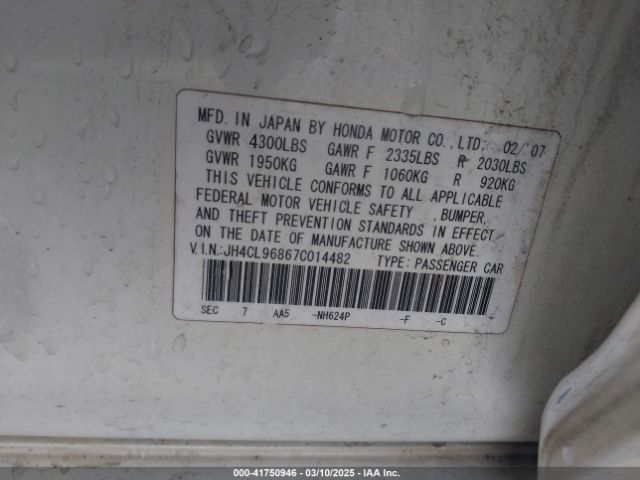 MFD. IN JAPAN BY HONDA MOTOR CO., LTD; 02/'07
GVWR 4300LBS GAWR F 2335LBS R 2030LBS
GVWR 1950KG GAWR F 1060KG R 920KG
THIS VEHICLE CONFORMS TO ALL APPLICABLE
FEDERAL MOTOR VEHICLE SAFETY ,BUMPER,
AND THEFT PREVENTION STANDARDS IN EFFECT
ON THE DATE OF MANUFACTURE SHOWN ABOVE.
V.I.N.:JH4CL96867C014482 TYPE:PASSENGER CAR
SEC 7 AA5 -NH624P -F -C
000-41750946 - 03/10/2025 - IAA Inc.